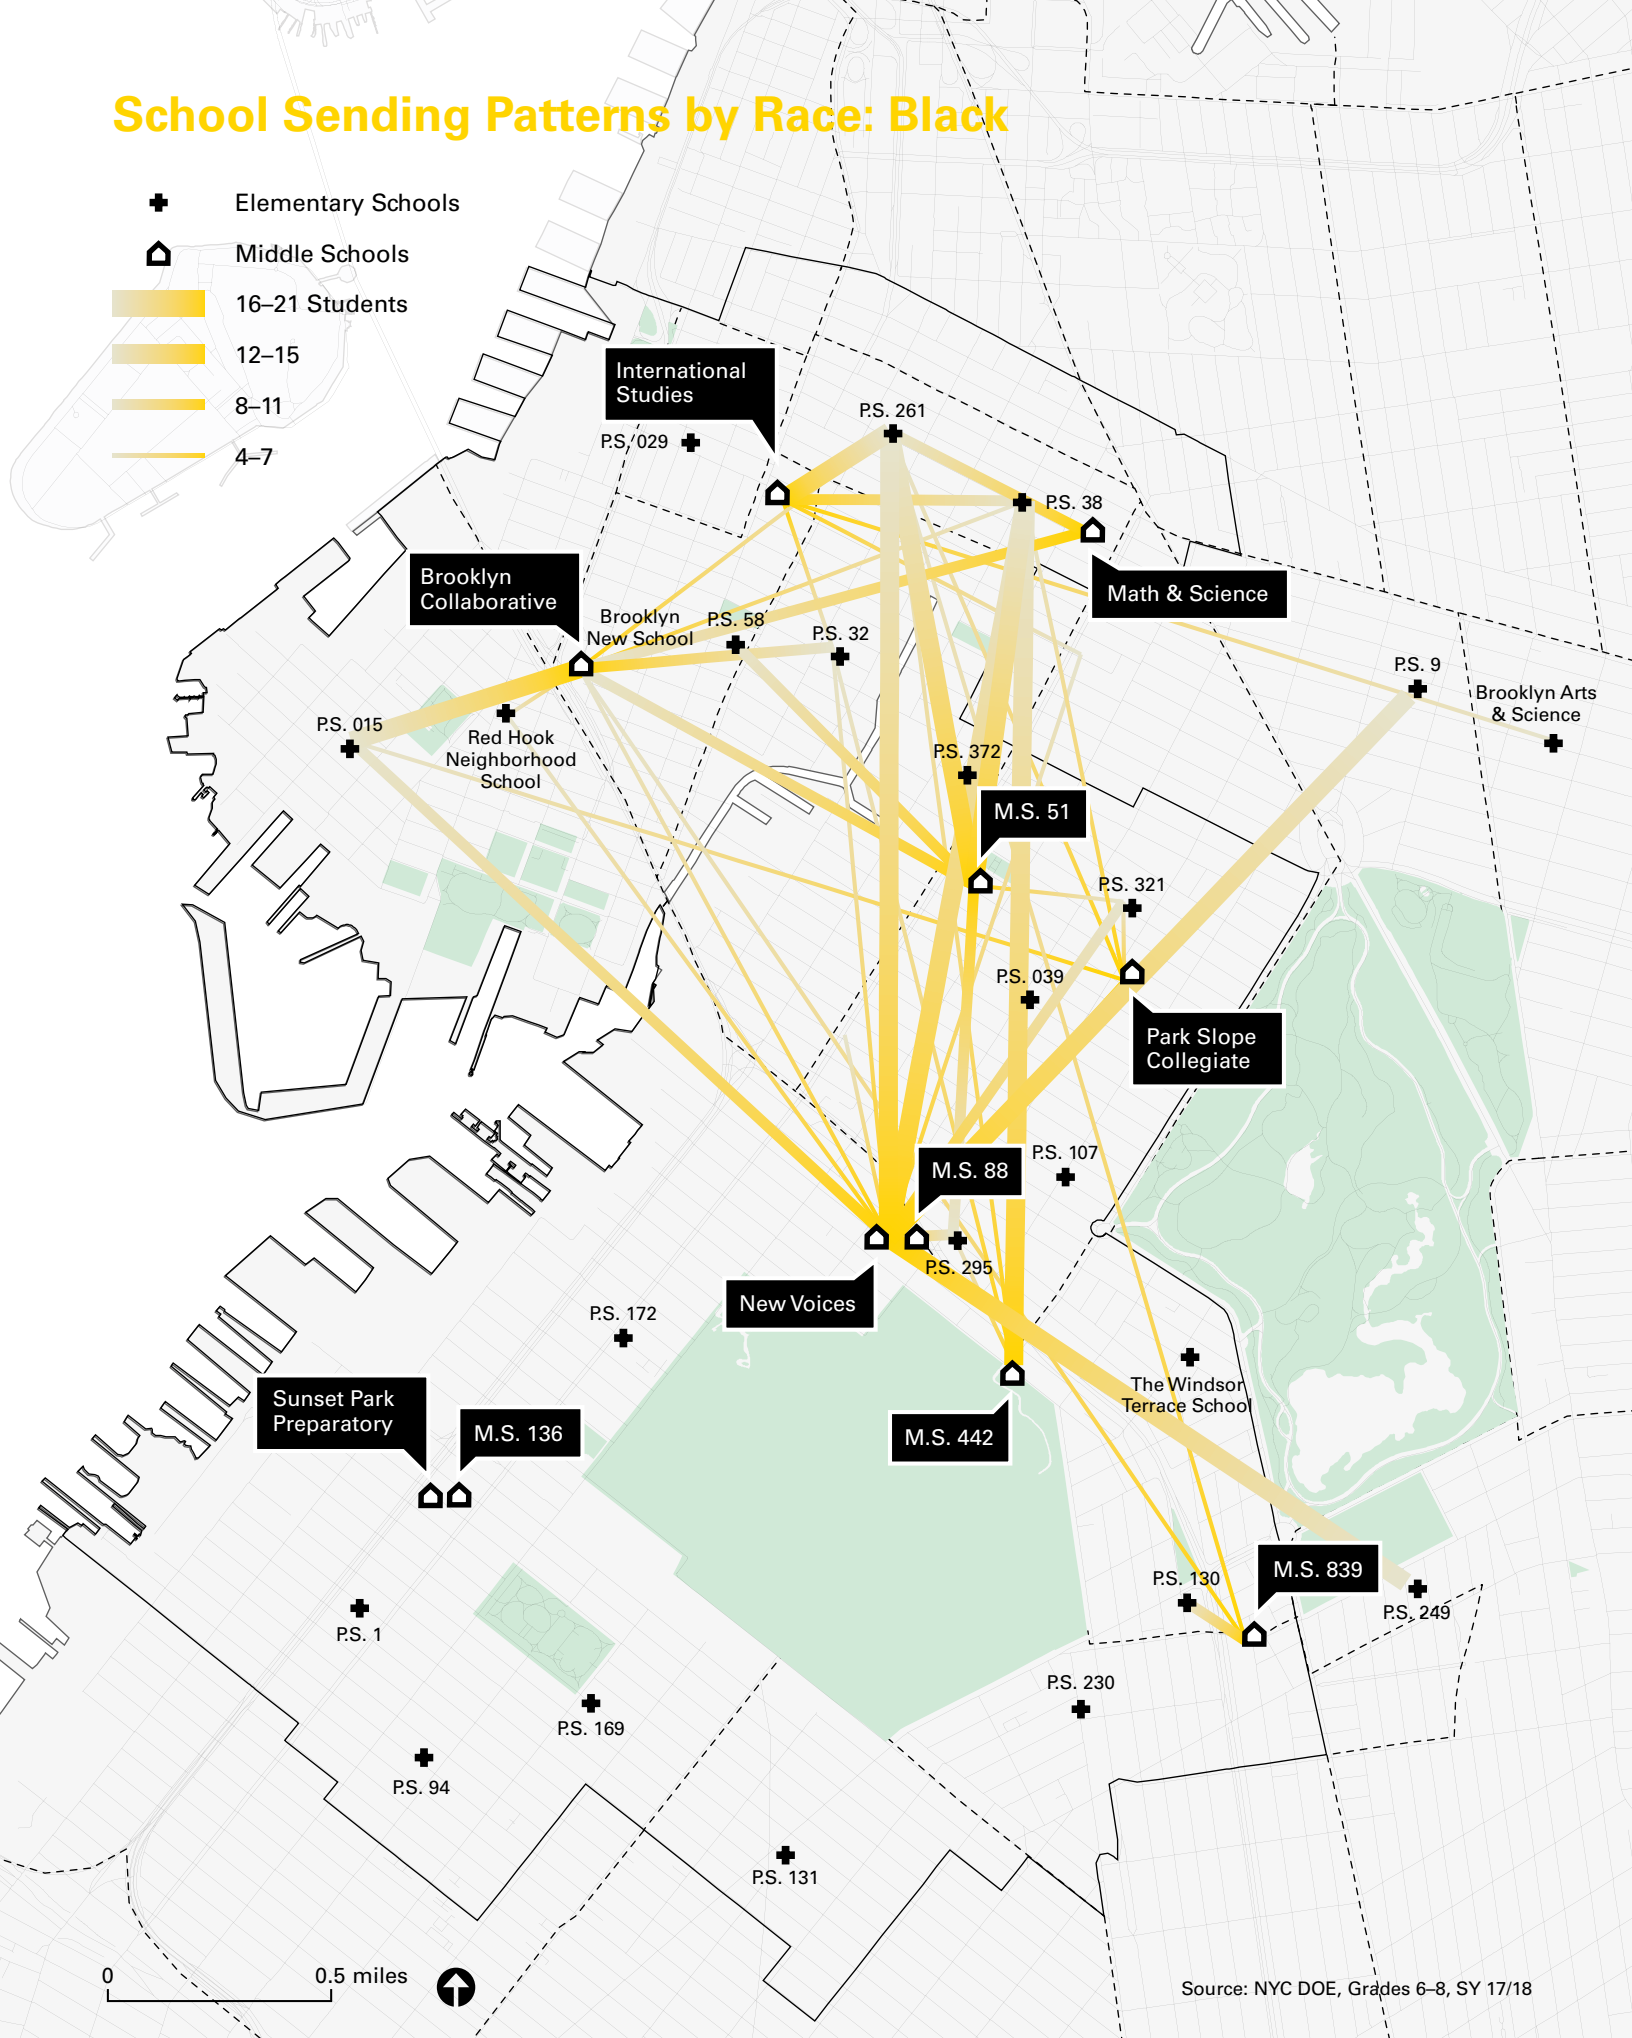 School Sending Patterns by Race: Black
Elementary Schools
Middle Schools
16–21 Students
12–15
8–11
4–7
International
Studies
P.S. 261
P.S. 029
P.S. 38
Brooklyn
Collaborative
Math & Science
Brooklyn
New School
P.S. 58
P.S. 32
P.S. 9
Brooklyn Arts
& Science
P.S. 015
Red Hook
Neighborhood
School
P.S. 372
M.S. 51
P.S. 321
P.S. 039
Park Slope
Collegiate
P.S. 107
M.S. 88
P.S. 295
New Voices
P.S. 172
The Windsor
Terrace School
Sunset Park
Preparatory
M.S. 136
M.S. 442
M.S. 839
P.S. 130
P.S. 249
P.S. 1
P.S. 230
P.S. 169
P.S. 94
P.S. 131
0
0.5 miles
Source: NYC DOE, Grades 6–8, SY 17/18